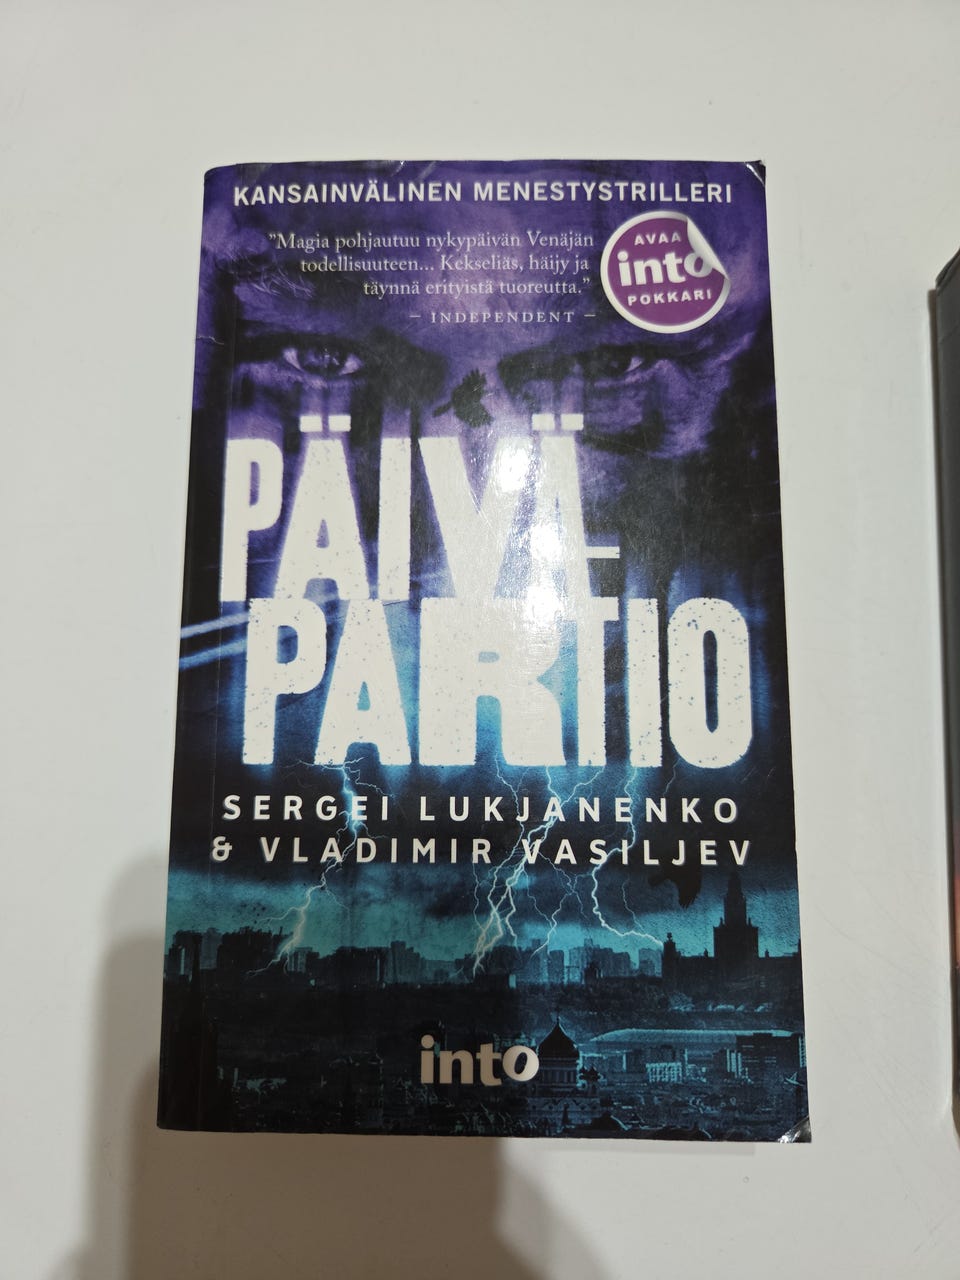 KANSAINVÄLINEN MENESTYSTRILLERI
"Magia pohjautuu nykypäivän Venäjän
todellisuuteen... Kekseliäs, häijy ja
täynnä erityistä tuoreutta."
– INDEPENDENT –
AVAA
into
POKKARI
PÄIVÄ-
PARTIO
SERGEI LUKJANENKO
& VLADIMIR VASILJEV
into